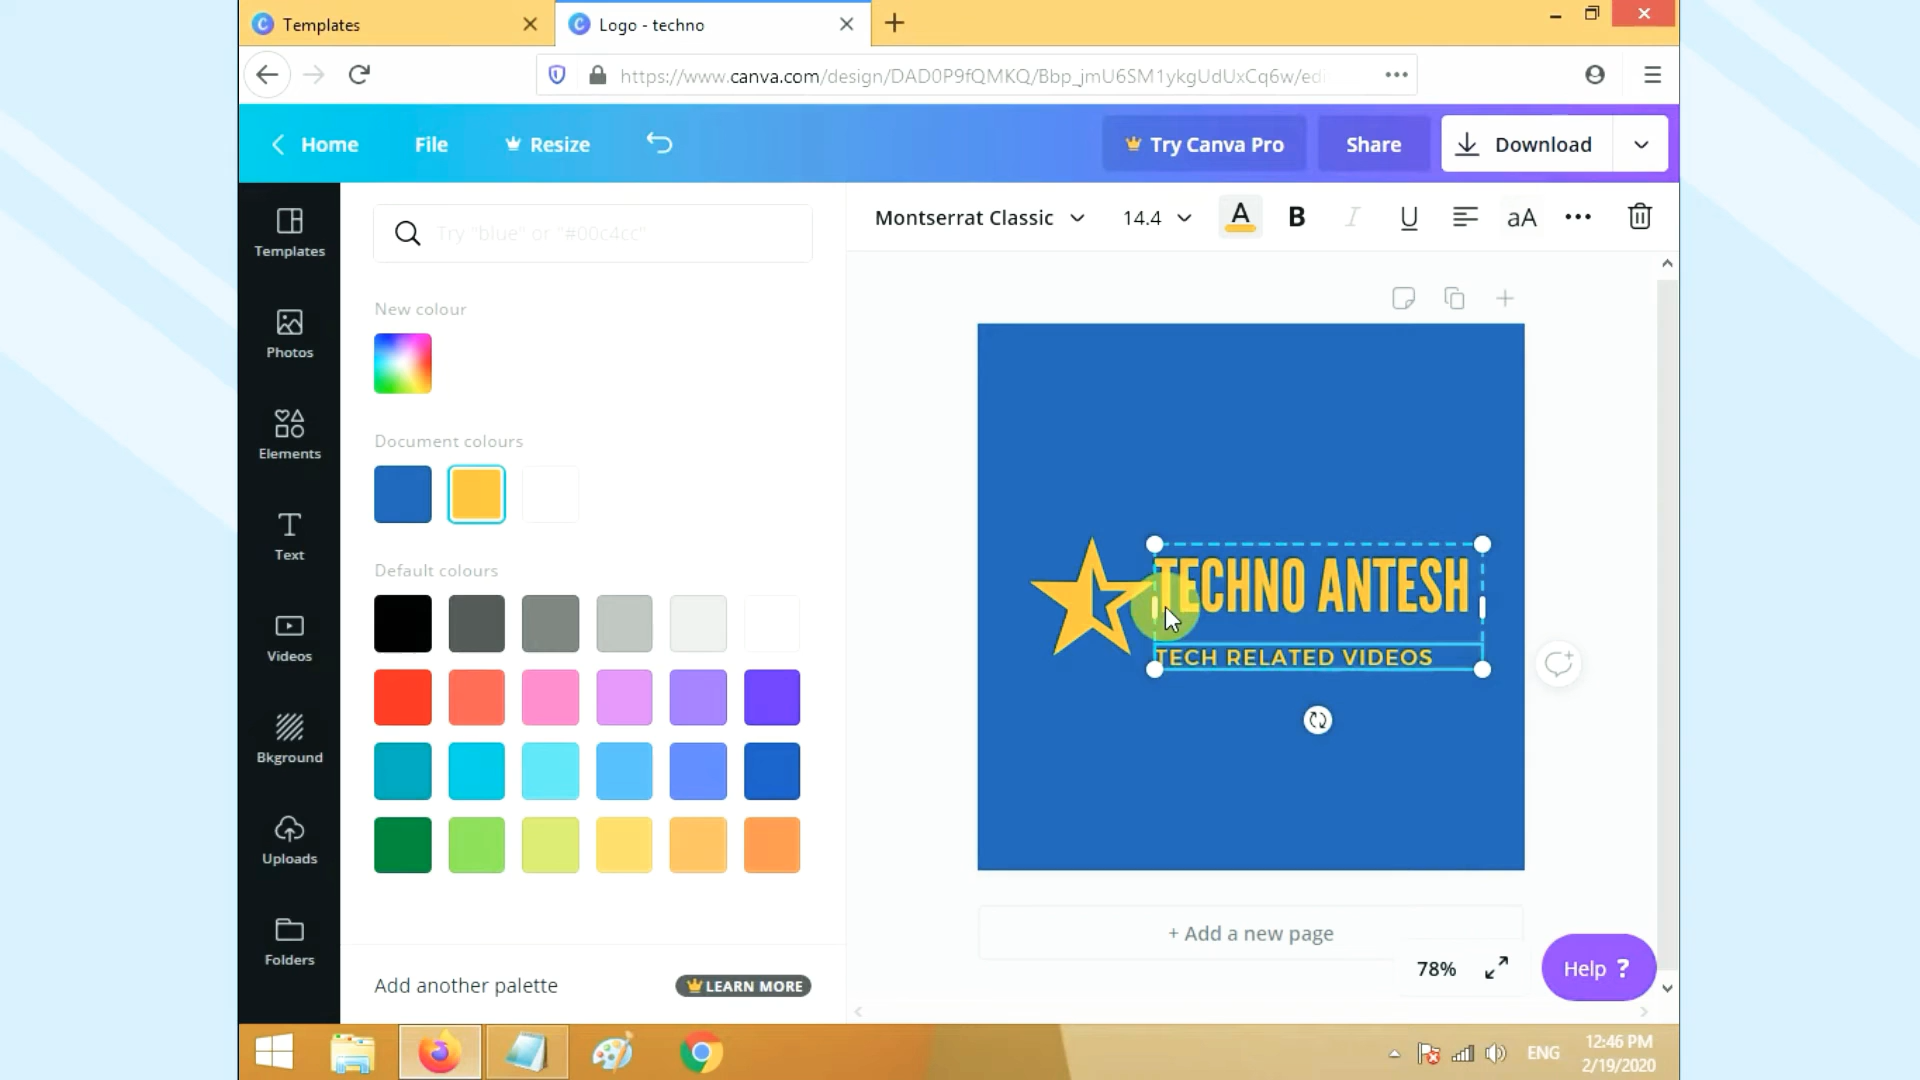 Templates
Logo - techno
https://www.canva.com/design/DAD0P9fQMKQ/Bbp_jmU6SM1ykgUdUxCq6w/edi
Home File Resize Try Canva Pro Share Download
Templates
Photos
Elements
Text
Videos
Bkground
Uploads
Folders
Try "blue" or "#00c4cc"
New colour
Document colours
Default colours
Add another palette LEARN MORE
Montserrat Classic 14.4 A B I U aA
TECHNO ANTESH
TECH RELATED VIDEOS
+ Add a new page
78% Help ?
ENG 12:46 PM
2/19/2020